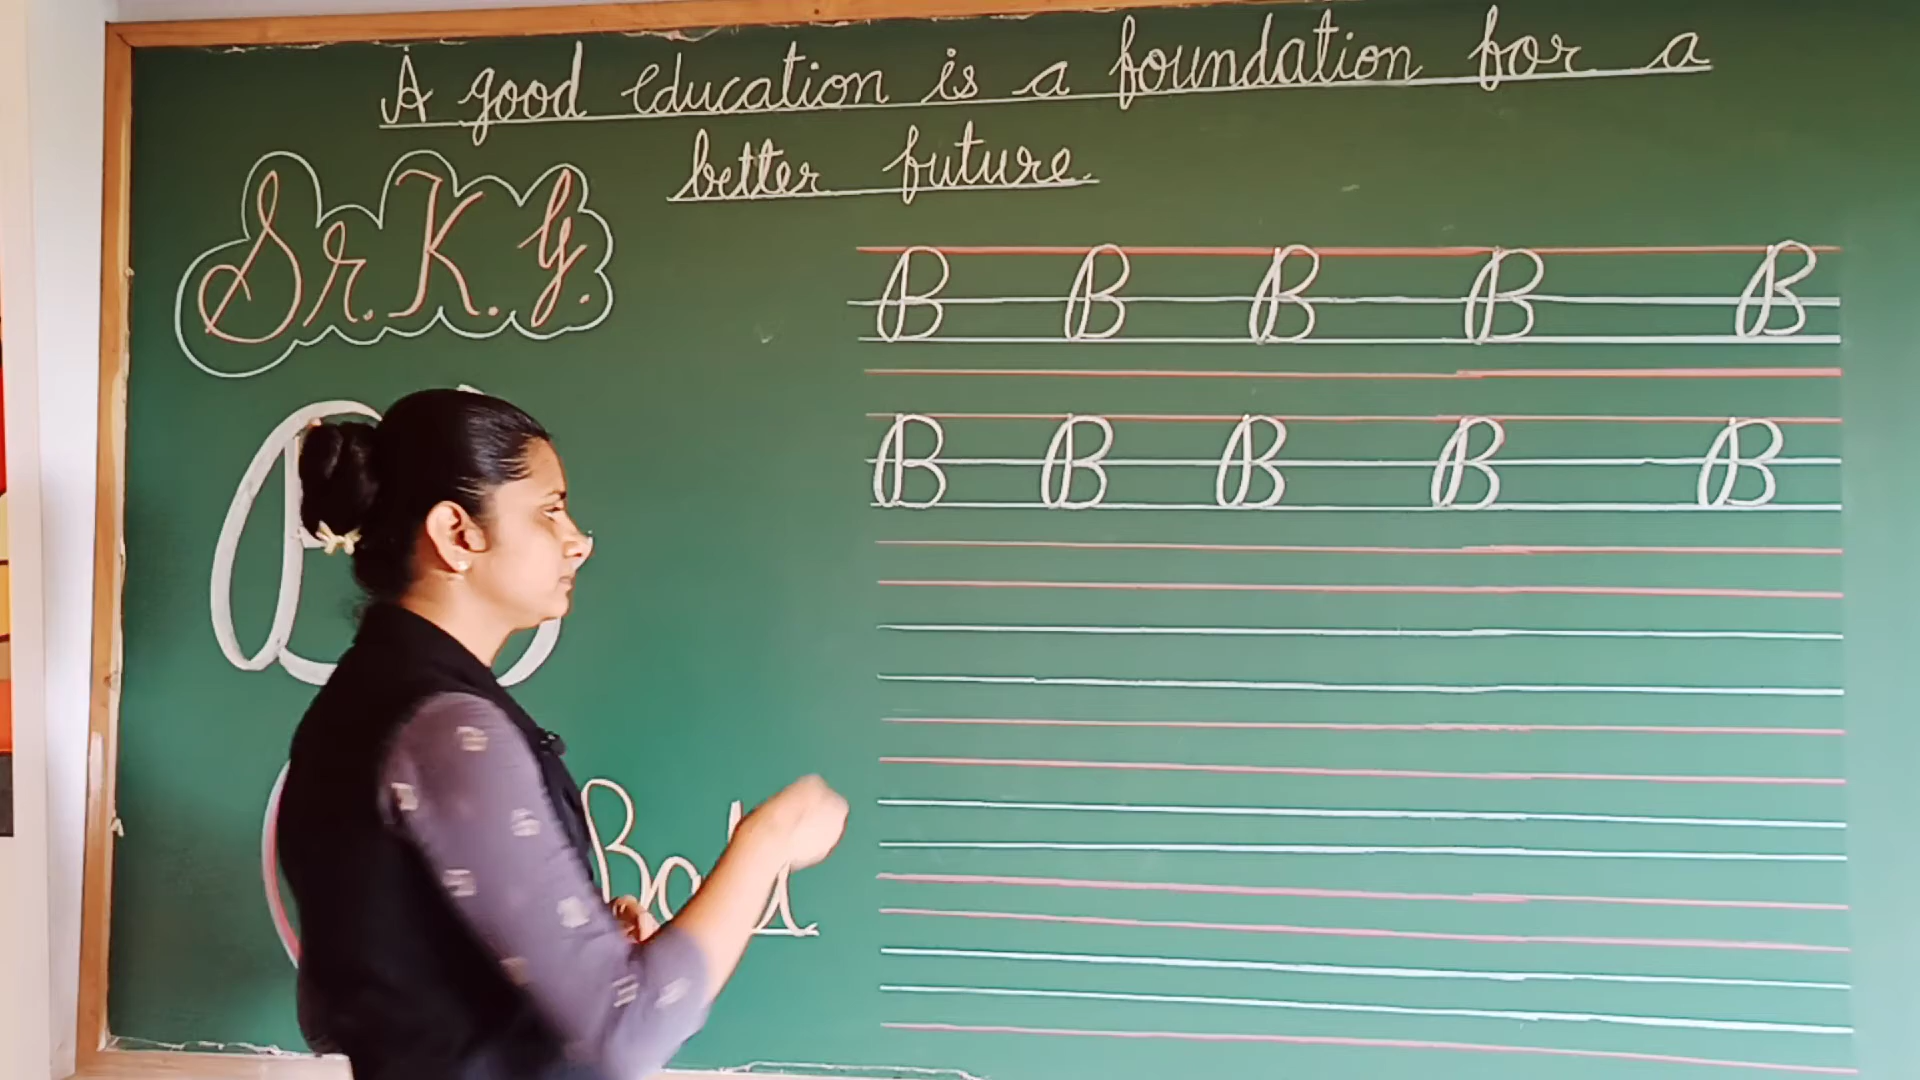 A good education is a foundation for a
better future.
Sr. K. G.
B B B B B
B B B B B
B